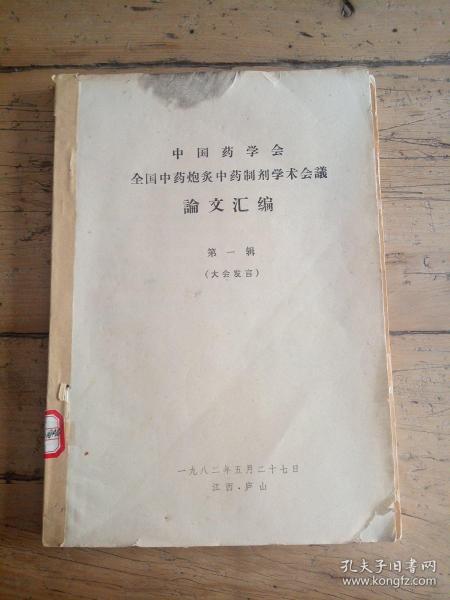 中国药学会
全国中药炮炙中药制剂学术会議
論文汇编
第一辑
(大会发言)
一九八二年五月二十七日
江西·庐山
孔夫子旧书网
www.kongfz.com